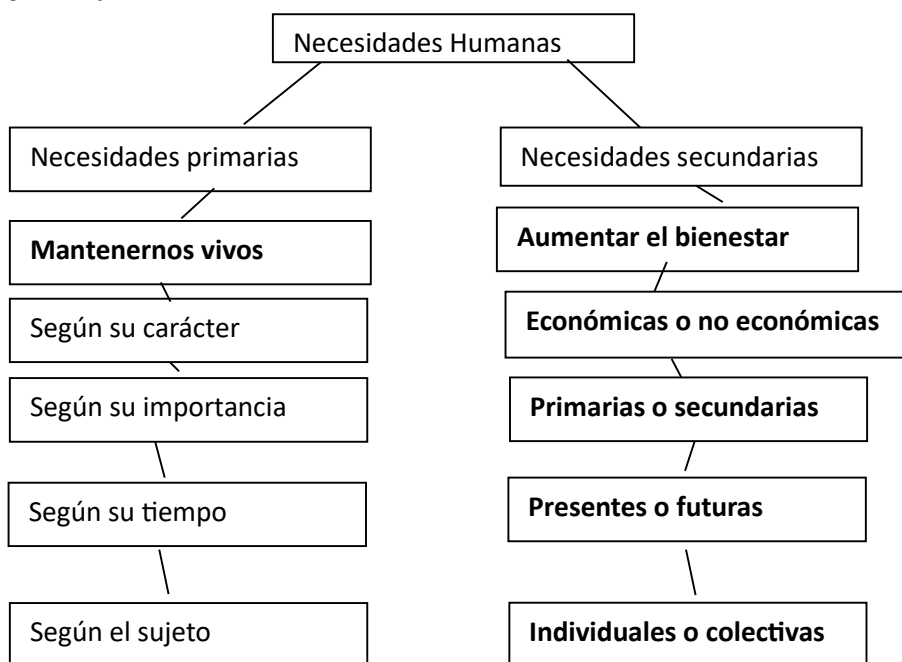 Necesidades Humanas
Necesidades primarias
Necesidades secundarias
Mantenernos vivos
Aumentar el bienestar
Según su carácter
Económicas o no económicas
Según su importancia
Primarias o secundarias
Según su tiempo
Presentes o futuras
Según el sujeto
Individuales o colectivas